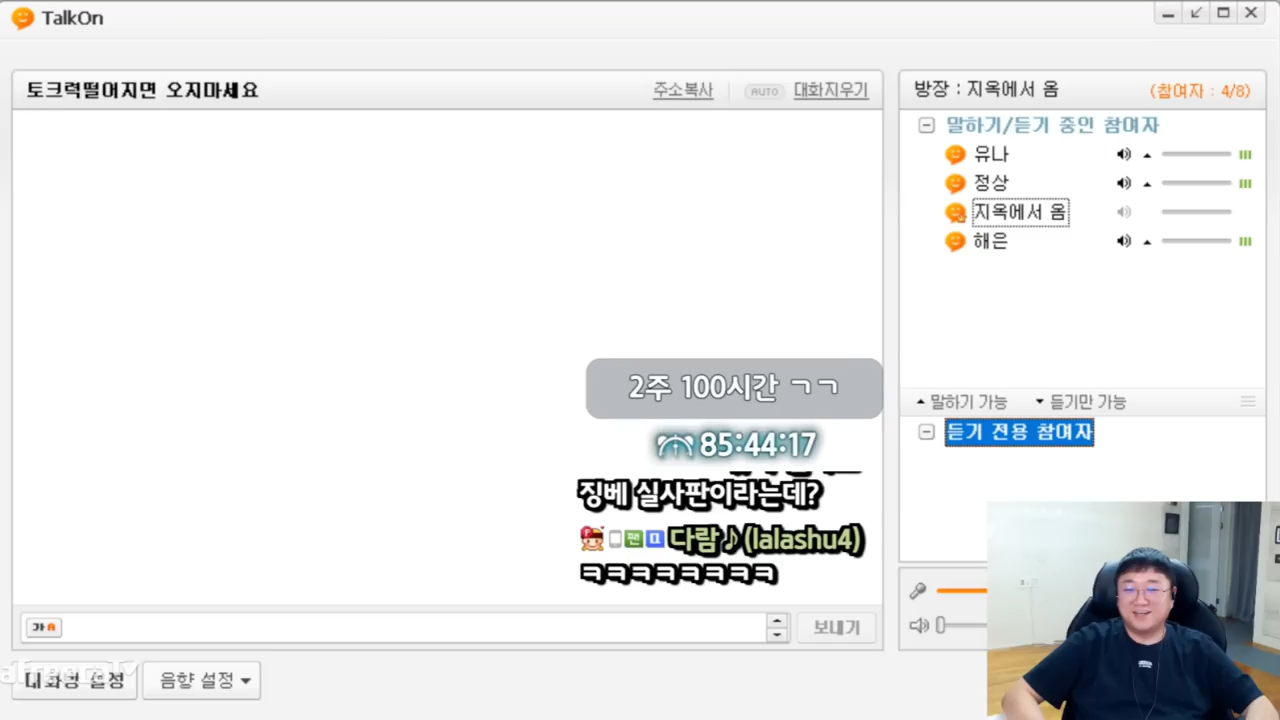 TalkOn
토크력떨어지면 오지마세요
주소복사
AUTO
대화지우기
방장 : 지옥에서 옴
(참여자 : 4/8)
말하기/듣기 중인 참여자
유나
정상
지옥에서 옴
해은
말하기 가능
듣기만 가능
듣기 전용 참여자
2주 100시간 ㄱㄱ
85:44:17
징베 실사판이라는데?
팬
다람♪(lalashu4)
ㅋㅋㅋㅋㅋㅋㅋㅋ
가
보내기
afreecaTV
대화방 설정
음향 설정